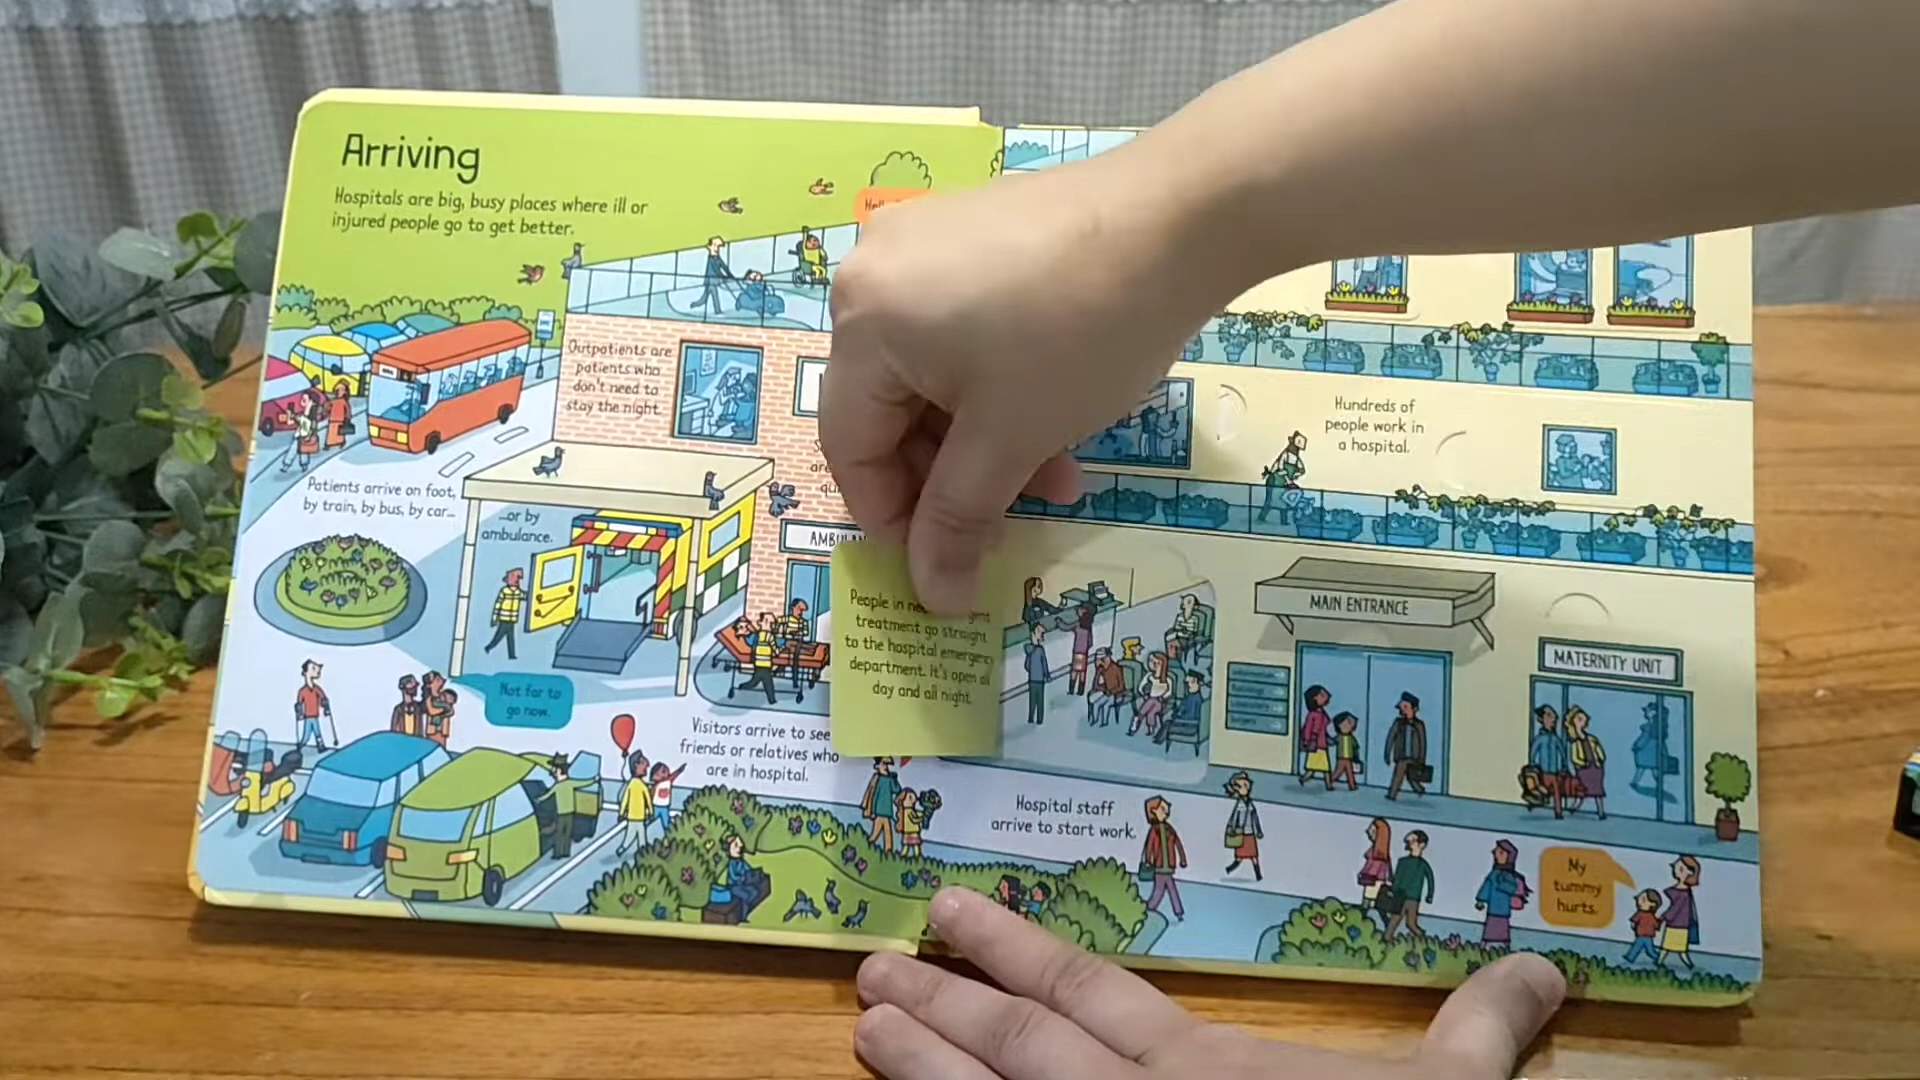 Arriving
Hospitals are big, busy places where ill or
injured people go to get better.
Outpatients are
patients who
don't need to
stay the night.
Patients arrive on foot,
by train, by bus, by car...
...or by
ambulance.
Not far to
go now.
Visitors arrive to see
friends or relatives who
are in hospital.
People in
treatment go straight
to the hospital emergency
department. It's open all
day and all night.
Hundreds of
people work in
a hospital.
MAIN ENTRANCE
MATERNITY UNIT
Hospital staff
arrive to start work.
My
tummy
hurts.